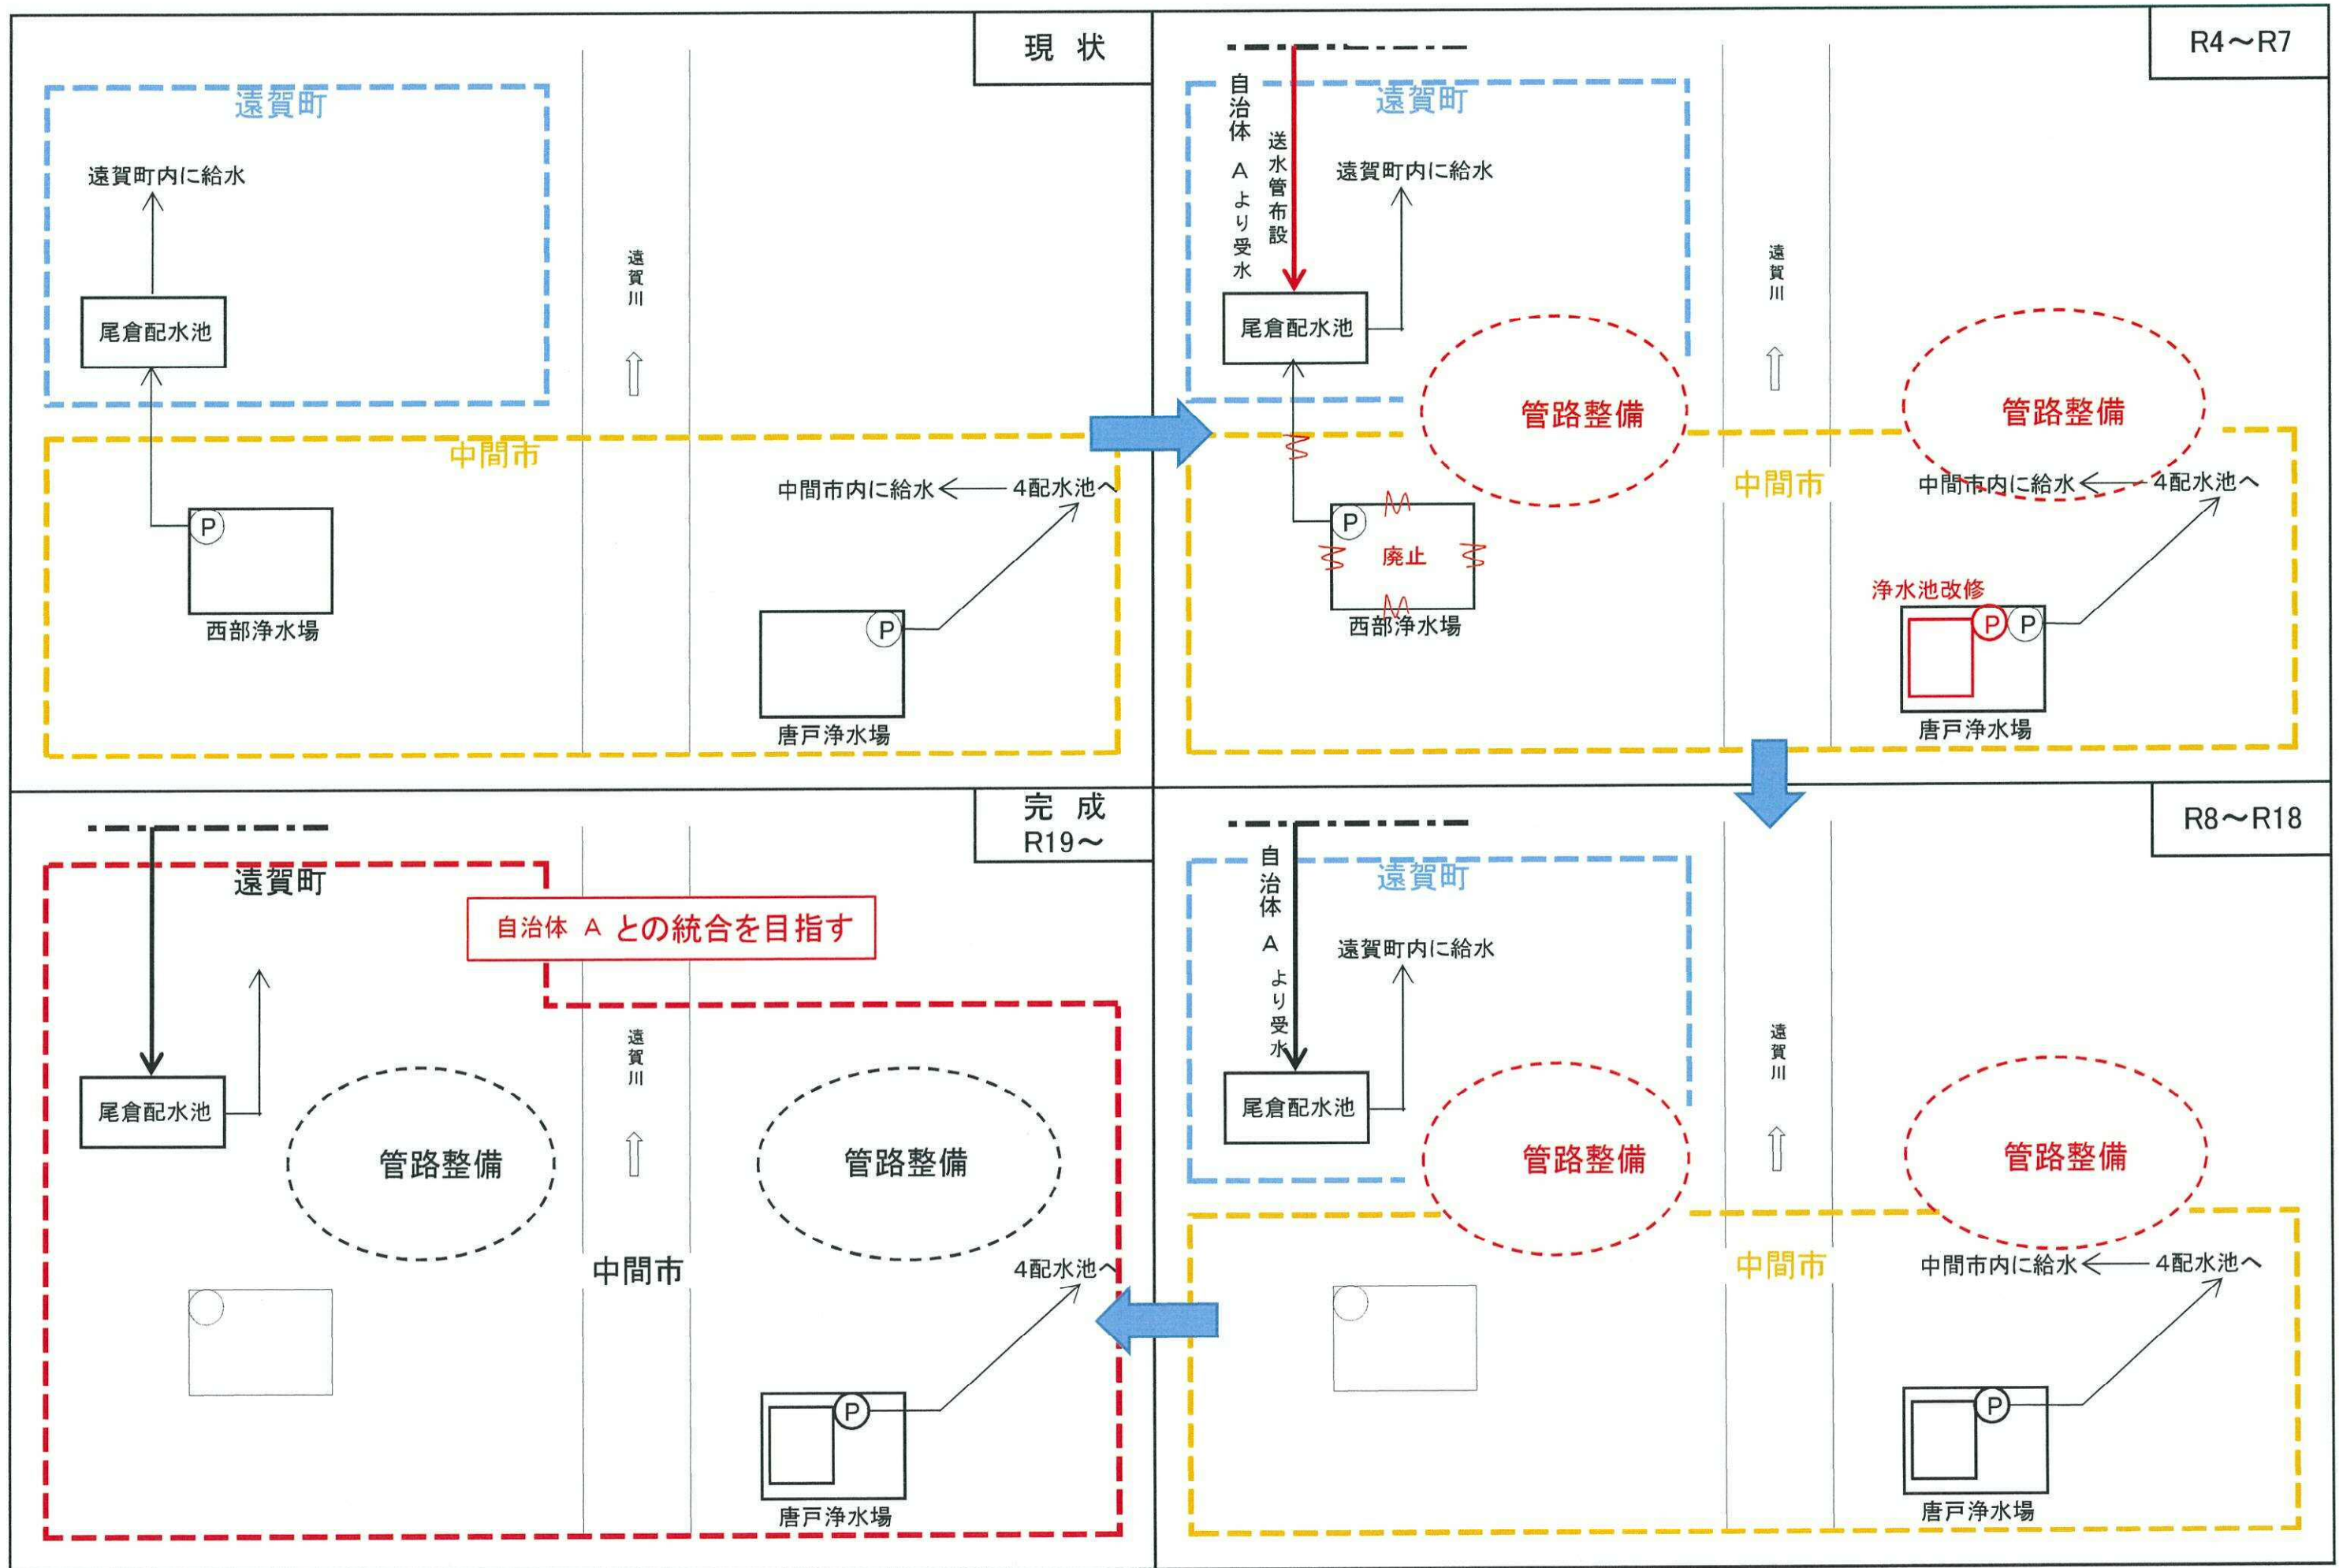 現 状
遠賀町
遠賀町内に給水
尾倉配水池
遠賀川
中間市
中間市内に給水
4配水池へ
P
西部浄水場
P
唐戸浄水場
R4～R7
自治体 A より受水
送水管布設
遠賀町
遠賀町内に給水
尾倉配水池
遠賀川
管路整備
管路整備
中間市
中間市内に給水
4配水池へ
P
廃止
西部浄水場
浄水池改修
P
P
唐戸浄水場
R8～R18
自治体 A より受水
遠賀町
遠賀町内に給水
尾倉配水池
遠賀川
管路整備
管路整備
中間市
中間市内に給水
4配水池へ
P
唐戸浄水場
完 成
R19～
遠賀町
自治体 A との統合を目指す
遠賀川
尾倉配水池
管路整備
管路整備
中間市
4配水池へ
P
唐戸浄水場